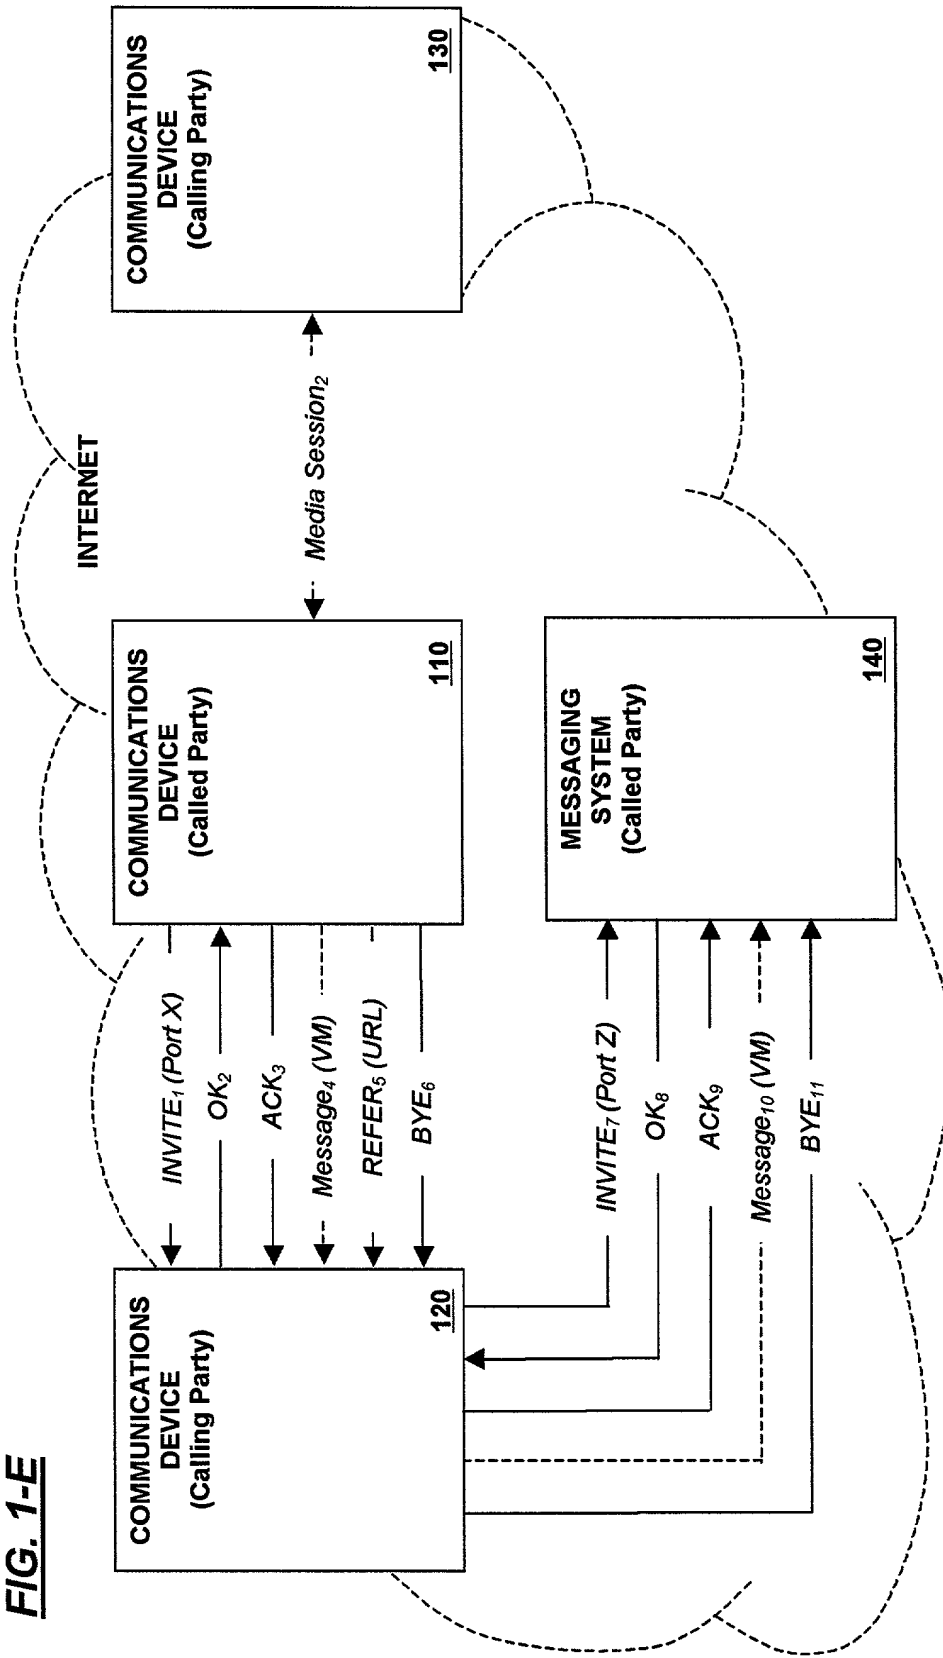 FIG. 1-E
INTERNET
COMMUNICATIONS
DEVICE
(Calling Party)
120
INVITE₁ (Port X)
OK₂
ACK₃
Message₄ (VM)
REFER₅ (URL)
BYE₆
COMMUNICATIONS
DEVICE
(Called Party)
110
Media Session₂
COMMUNICATIONS
DEVICE
(Calling Party)
130
INVITE₇ (Port Z)
OK₈
ACK₉
Message₁₀ (VM)
BYE₁₁
MESSAGING
SYSTEM
(Called Party)
140